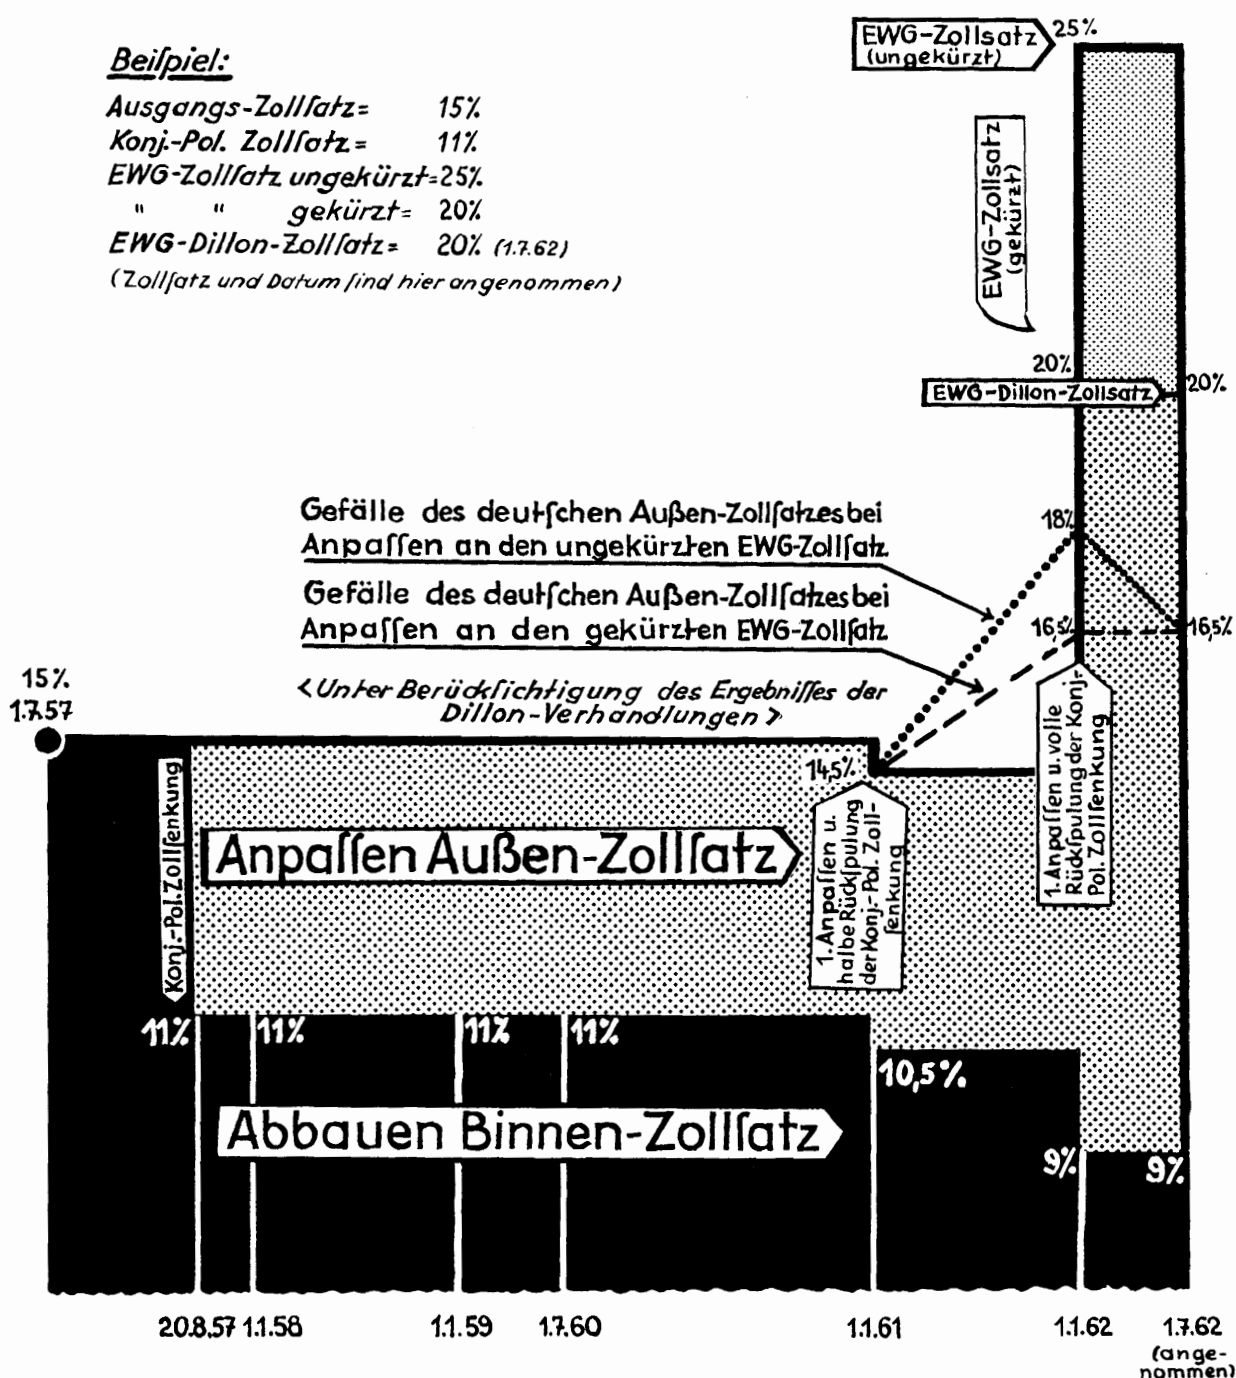 Beiſpiel:
Ausgangs-Zollſatz= 15%
Konj.-Pol. Zollſatz= 11%
EWG-Zollſatz ungekürzt=25%
" " gekürzt= 20%
EWG-Dillon-Zollſatz= 20% (1.7.62)
(Zollſatz und Datum ſind hier angenommen)
EWG-Zollsatz
(ungekürzt)
25%
EWG-Zollsatz
(gekürzt)
20%
EWG-Dillon-Zollsatz
20%
Gefälle des deutſchen Außen-Zollſatzes bei
Anpaſſen an den ungekürzten EWG-Zollſatz
18%
Gefälle des deutſchen Außen-Zollſatzes bei
Anpaſſen an den gekürzten EWG-Zollſatz
16,5%
16,5%
<Unter Berückſichtigung des Ergebniſſes der
Dillon-Verhandlungen>
15%
1.7.57
14,5%
Konj.-Pol. Zollſenkung
Anpaſſen Außen-Zollſatz
1. Anpaſſen u.
halbe Rückſpulung
der Konj.-Pol. Zoll-
ſenkung
1. Anpaſſen u. volle
Rückſpulung der Konj.-
Pol. Zollſenkung
11%
11%
11%
11%
10,5%
Abbauen Binnen-Zollſatz
9%
9%
20.8.57
1.1.58
1.1.59
1.7.60
1.1.61
1.1.62
1.7.62
(ange-
nommen)